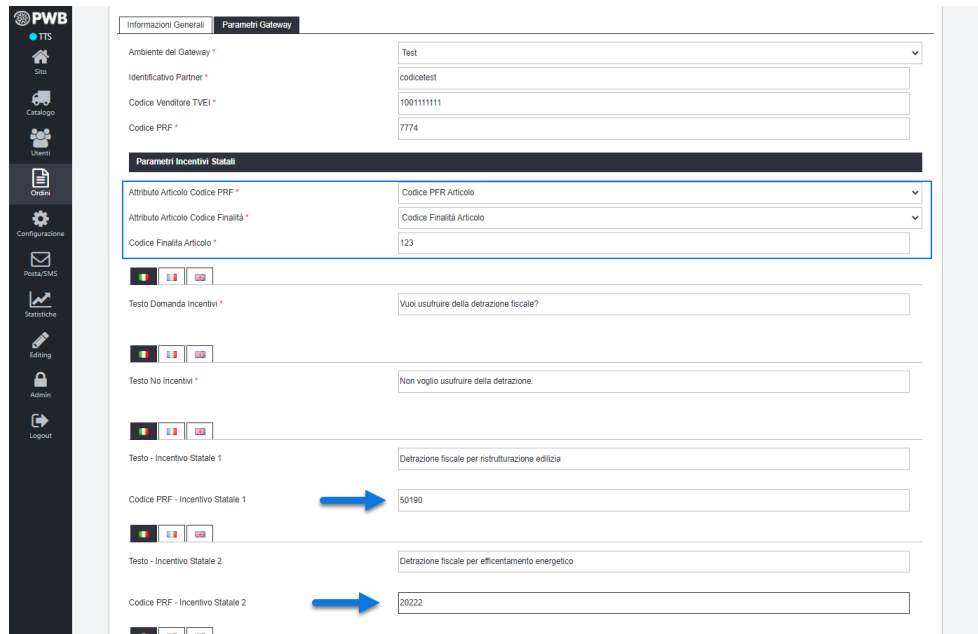 PWB
TTS
Sito
Catalogo
Utenti
Ordini
Configurazione
Posta/SMS
Statistiche
Editing
Admin
Logout
Informazioni Generali Parametri Gateway
Ambiente del Gateway * Test
Identificativo Partner * codicetest
Codice Venditore TVEI * 1001111111
Codice PRF * 7774
Parametri Incentivi Statali
Attributo Articolo Codice PRF * Codice PFR Articolo
Attributo Articolo Codice Finalità * Codice Finalità Articolo
Codice Finalita Articolo * 123
Testo Domanda Incentivi * Vuoi usufruire della detrazione fiscale?
Testo No Incentivi * Non voglio usufruire della detrazione.
Testo - Incentivo Statale 1 Detrazione fiscale per ristrutturazione edilizia
Codice PRF - Incentivo Statale 1 50190
Testo - Incentivo Statale 2 Detrazione fiscale per efficentamento energetico
Codice PRF - Incentivo Statale 2 20222